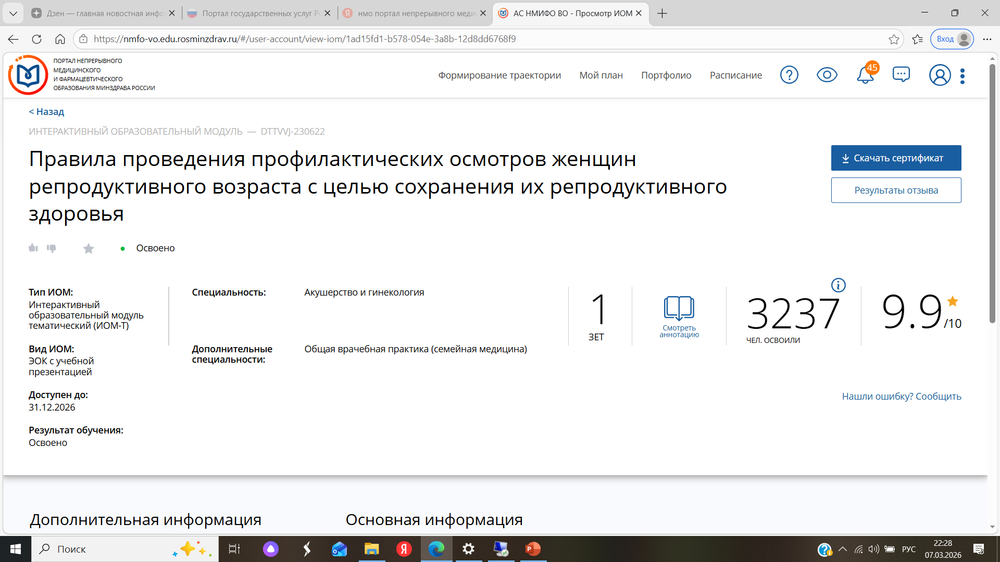 Дзен — главная новостная инфо
Портал государственных услуг Ро
нмо портал непрерывного меди
АС НМИФО ВО - Просмотр ИОМ
https://nmfo-vo.edu.rosminzdrav.ru/#/user-account/view-iom/1ad15fd1-b578-054e-3a8b-12d8dd6768f9
Вход
ПОРТАЛ НЕПРЕРЫВНОГО
МЕДИЦИНСКОГО
И ФАРМАЦЕВТИЧЕСКОГО
ОБРАЗОВАНИЯ МИНЗДРАВА РОССИИ
Формирование траектории
Мой план
Портфолио
Расписание
45
< Назад
ИНТЕРАКТИВНЫЙ ОБРАЗОВАТЕЛЬНЫЙ МОДУЛЬ — DTTVVJ-230622
Правила проведения профилактических осмотров женщин
репродуктивного возраста с целью сохранения их репродуктивного
здоровья
Скачать сертификат
Результаты отзыва
Освоено
Тип ИОМ:
Интерактивный
образовательный модуль
тематический (ИОМ-Т)
Вид ИОМ:
ЭОК с учебной
презентацией
Доступен до:
31.12.2026
Результат обучения:
Освоено
Специальность:
Акушерство и гинекология
Дополнительные
специальности:
Общая врачебная практика (семейная медицина)
1
ЗЕТ
Смотреть
аннотацию
3237
ЧЕЛ. ОСВОИЛИ
9.9
/10
Нашли ошибку? Сообщить
Дополнительная информация
Основная информация
Поиск
РУС
22:28
07.03.2026